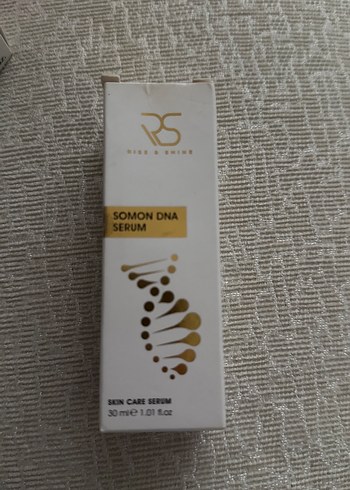 RS
RISE & SHINE
SOMON DNA
SERUM
SKIN CARE SERUM
30 ml ℮ 1.01 fl.oz